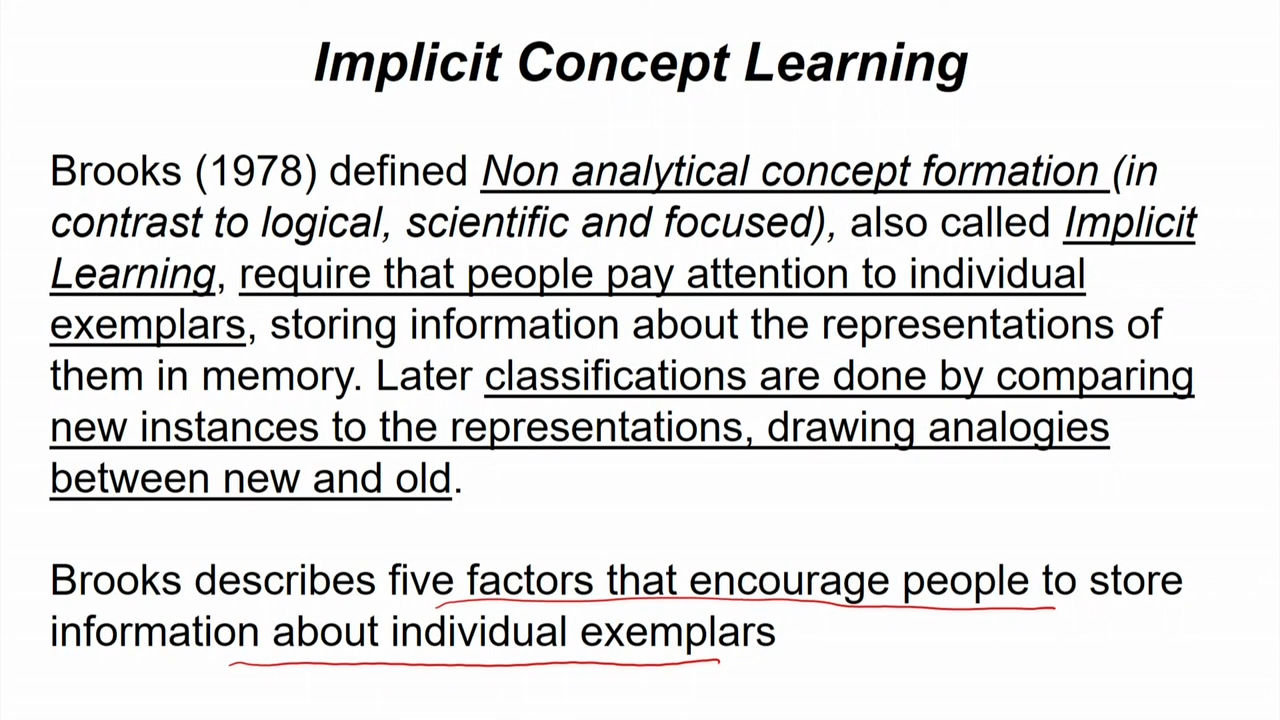 Implicit Concept Learning
Brooks (1978) defined Non analytical concept formation (in
contrast to logical, scientific and focused), also called Implicit
Learning, require that people pay attention to individual
exemplars, storing information about the representations of
them in memory. Later classifications are done by comparing
new instances to the representations, drawing analogies
between new and old.
Brooks describes five factors that encourage people to store
information about individual exemplars